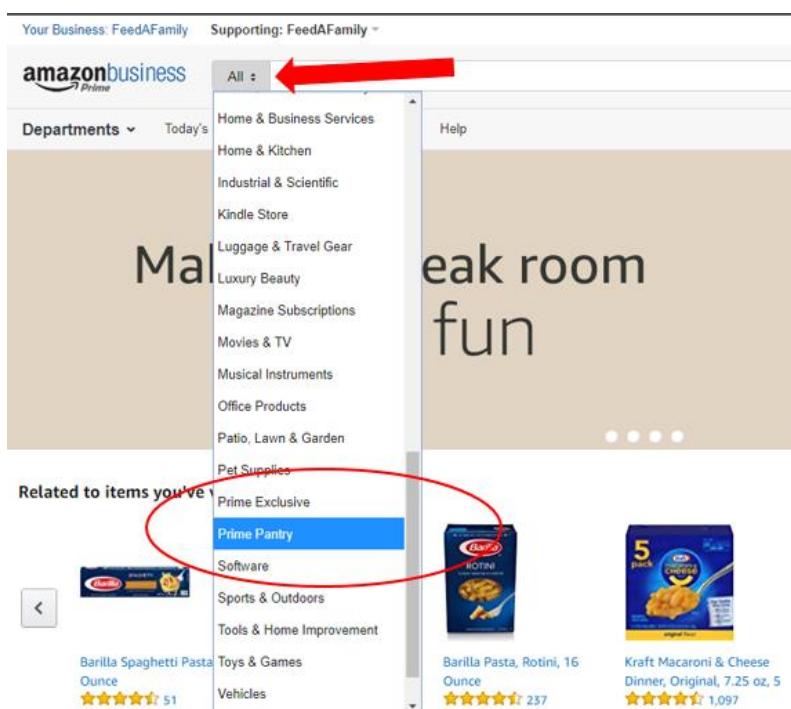 Your Business: FeedAFamily Supporting: FeedAFamily
amazonbusiness
Prime
All
Departments Today's Help
Home & Business Services
Home & Kitchen
Industrial & Scientific
Kindle Store
Luggage & Travel Gear
Luxury Beauty
Magazine Subscriptions
Movies & TV
Musical Instruments
Office Products
Patio, Lawn & Garden
Pet Supplies
Prime Exclusive
Prime Pantry
Software
Sports & Outdoors
Tools & Home Improvement
Toys & Games
Vehicles
Mal eak room
fun
Related to items you've
Barilla
SPAGHETTI
Barilla Spaghetti Pasta
Ounce
51
Barilla
ROTINI
Barilla Pasta, Rotini, 16
Ounce
237
5
pack
Kraft
MACARONI &
CHEESE
original flavor
Kraft Macaroni & Cheese
Dinner, Original, 7.25 oz, 5
1,097